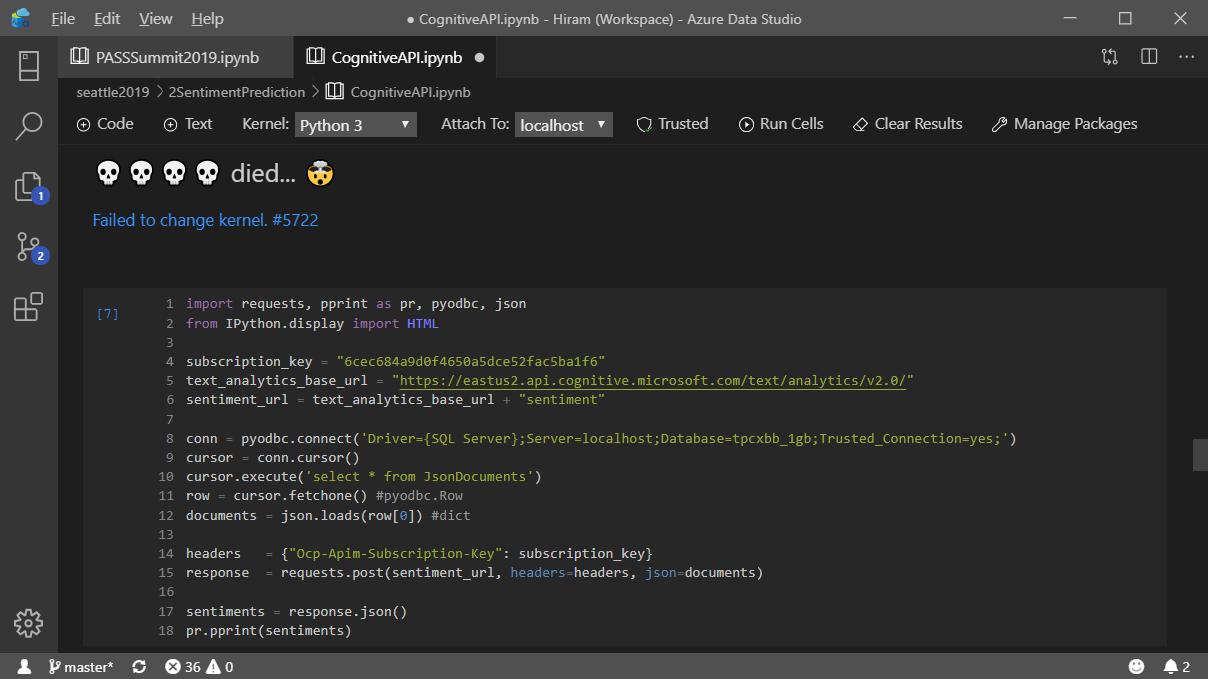 File Edit View Help ● CognitiveAPI.ipynb - Hiram (Workspace) - Azure Data Studio
PASSSummit2019.ipynb CognitiveAPI.ipynb ●
seattle2019 > 2SentimentPrediction > CognitiveAPI.ipynb
Code Text Kernel: Python 3 Attach To: localhost Trusted Run Cells Clear Results Manage Packages
💀 💀 💀 💀 died... 🤯
Failed to change kernel. #5722
1
2
[7]
1 import requests, pprint as pr, pyodbc, json
2 from IPython.display import HTML
3
4 subscription_key = "6cec684a9d0f4650a5dce52fac5ba1f6"
5 text_analytics_base_url = "https://eastus2.api.cognitive.microsoft.com/text/analytics/v2.0/"
6 sentiment_url = text_analytics_base_url + "sentiment"
7
8 conn = pyodbc.connect('Driver={SQL Server};Server=localhost;Database=tpcxbb_1gb;Trusted_Connection=yes;')
9 cursor = conn.cursor()
10 cursor.execute('select * from JsonDocuments')
11 row = cursor.fetchone() #pyodbc.Row
12 documents = json.loads(row[0]) #dict
13
14 headers   = {"Ocp-Apim-Subscription-Key": subscription_key}
15 response  = requests.post(sentiment_url, headers=headers, json=documents)
16
17 sentiments = response.json()
18 pr.pprint(sentiments)
master* 36 0 2